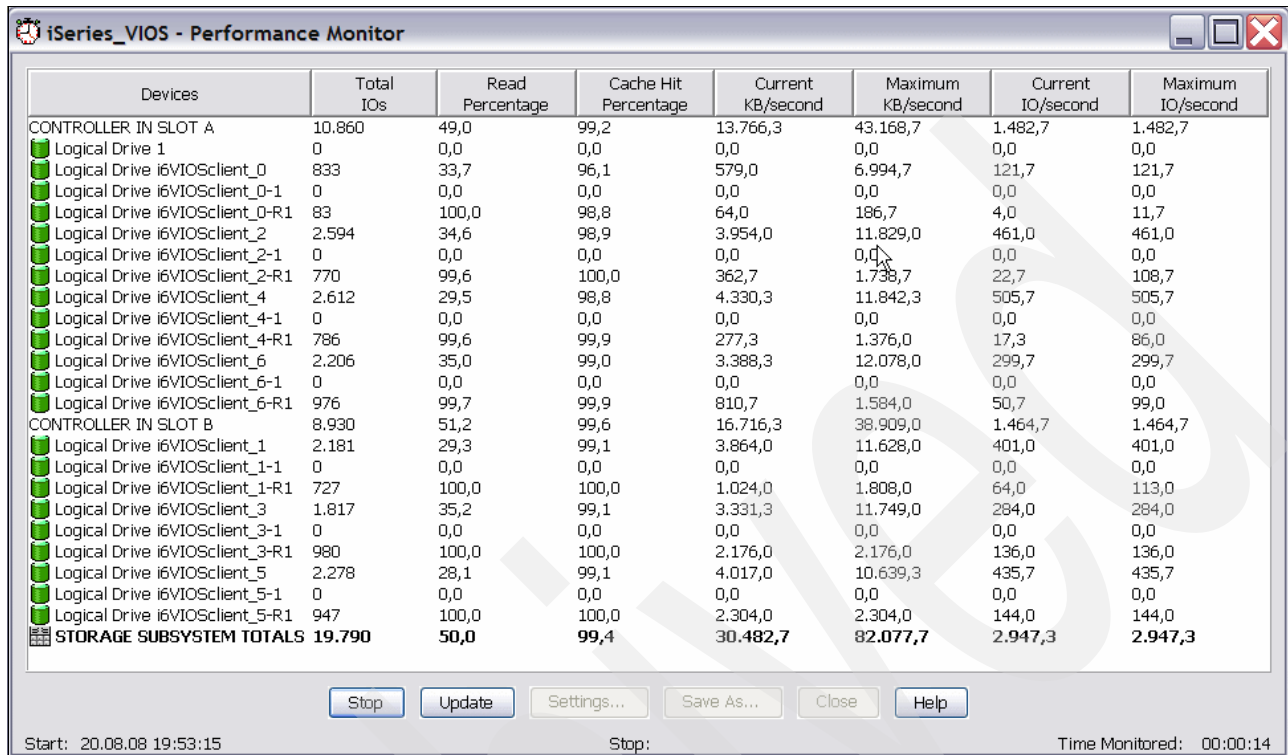 iSeries_VIOS - Performance Monitor
Devices Total IOs Read Percentage Cache Hit Percentage Current KB/second Maximum KB/second Current IO/second Maximum IO/second
CONTROLLER IN SLOT A 10.860 49,0 99,2 13.766,3 43.168,7 1.482,7 1.482,7
Logical Drive 1 0 0,0 0,0 0,0 0,0 0,0 0,0
Logical Drive i6VIOSclient_0 833 33,7 96,1 579,0 6.994,7 121,7 121,7
Logical Drive i6VIOSclient_0-1 0 0,0 0,0 0,0 0,0 0,0 0,0
Logical Drive i6VIOSclient_0-R1 83 100,0 98,8 64,0 186,7 4,0 11,7
Logical Drive i6VIOSclient_2 2.594 34,6 98,9 3.954,0 11.829,0 461,0 461,0
Logical Drive i6VIOSclient_2-1 0 0,0 0,0 0,0 0,0 0,0 0,0
Logical Drive i6VIOSclient_2-R1 770 99,6 100,0 362,7 1.738,7 22,7 108,7
Logical Drive i6VIOSclient_4 2.612 29,5 98,8 4.330,3 11.842,3 505,7 505,7
Logical Drive i6VIOSclient_4-1 0 0,0 0,0 0,0 0,0 0,0 0,0
Logical Drive i6VIOSclient_4-R1 786 99,6 99,9 277,3 1.376,0 17,3 86,0
Logical Drive i6VIOSclient_6 2.206 35,0 99,0 3.388,3 12.078,0 299,7 299,7
Logical Drive i6VIOSclient_6-1 0 0,0 0,0 0,0 0,0 0,0 0,0
Logical Drive i6VIOSclient_6-R1 976 99,7 99,9 810,7 1.584,0 50,7 99,0
CONTROLLER IN SLOT B 8.930 51,2 99,6 16.716,3 38.909,0 1.464,7 1.464,7
Logical Drive i6VIOSclient_1 2.181 29,3 99,1 3.864,0 11.628,0 401,0 401,0
Logical Drive i6VIOSclient_1-1 0 0,0 0,0 0,0 0,0 0,0 0,0
Logical Drive i6VIOSclient_1-R1 727 100,0 100,0 1.024,0 1.808,0 64,0 113,0
Logical Drive i6VIOSclient_3 1.817 35,2 99,1 3.331,3 11.749,0 284,0 284,0
Logical Drive i6VIOSclient_3-1 0 0,0 0,0 0,0 0,0 0,0 0,0
Logical Drive i6VIOSclient_3-R1 980 100,0 100,0 2.176,0 2.176,0 136,0 136,0
Logical Drive i6VIOSclient_5 2.278 28,1 99,1 4.017,0 10.639,3 435,7 435,7
Logical Drive i6VIOSclient_5-1 0 0,0 0,0 0,0 0,0 0,0 0,0
Logical Drive i6VIOSclient_5-R1 947 100,0 100,0 2.304,0 2.304,0 144,0 144,0
STORAGE SUBSYSTEM TOTALS 19.790 50,0 99,4 30.482,7 82.077,7 2.947,3 2.947,3
Stop Update Settings... Save As... Close Help
Start: 20.08.08 19:53:15 Stop: Time Monitored: 00:00:14